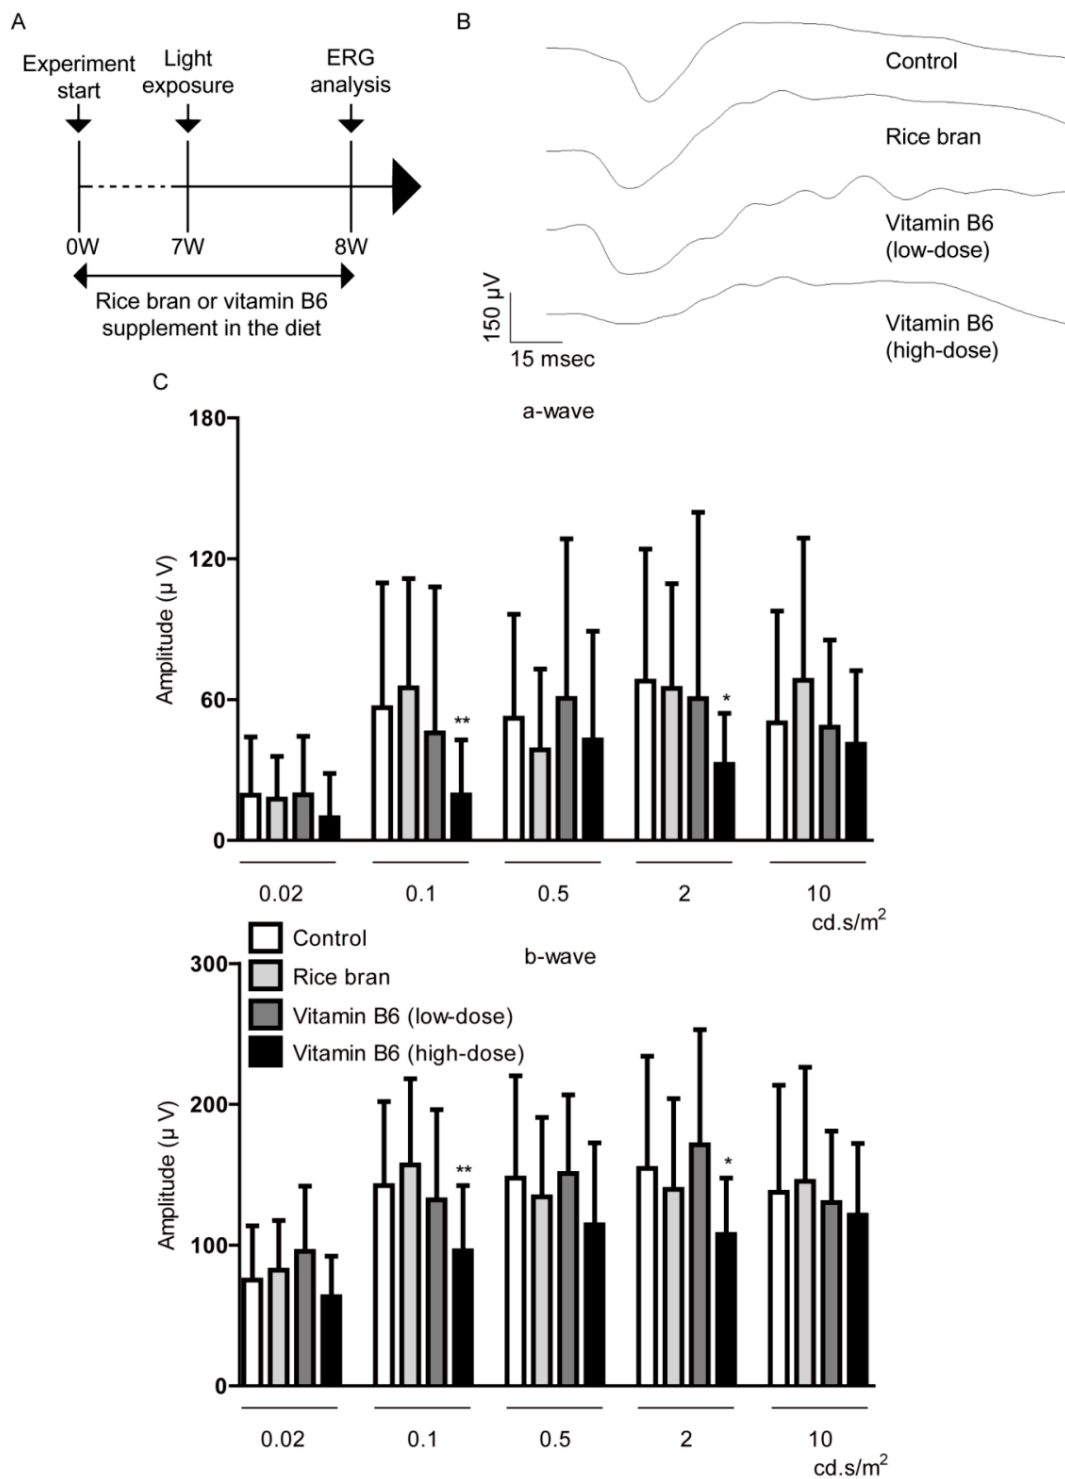 A
Experiment start
Light exposure
ERG analysis
0W
7W
8W
Rice bran or vitamin B6
supplement in the diet
B
Control
Rice bran
Vitamin B6
(low-dose)
Vitamin B6
(high-dose)
150 μV
15 msec
C
a-wave
180
120
60
0
Amplitude (μ V)
**
*
0.02
0.1
0.5
2
10
cd.s/m²
Control
Rice bran
Vitamin B6 (low-dose)
Vitamin B6 (high-dose)
b-wave
300
200
100
0
Amplitude (μ V)
**
*
0.02
0.1
0.5
2
10
cd.s/m²